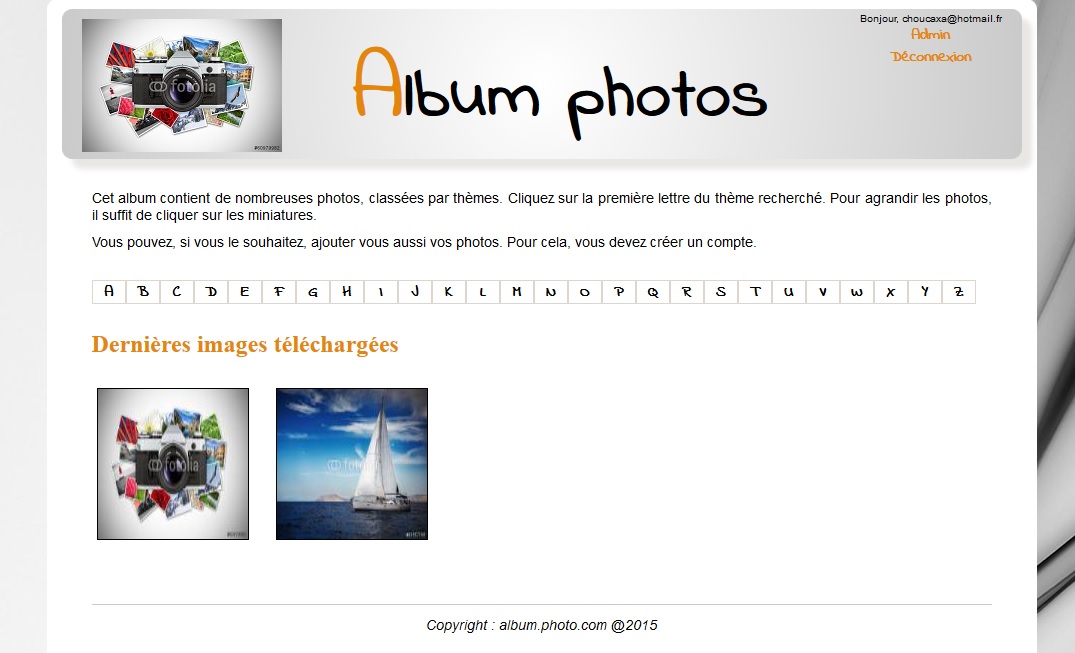 Bonjour, choucaxa@hotmail.fr
Admin
Déconnexion
fotolia
Album photos
Cet album contient de nombreuses photos, classées par thèmes. Cliquez sur la première lettre du thème recherché. Pour agrandir les photos,
il suffit de cliquer sur les miniatures.
Vous pouvez, si vous le souhaitez, ajouter vous aussi vos photos. Pour cela, vous devez créer un compte.
A B C D E F G H I J K L M N O P Q R S T U V W X Y Z
Dernières images téléchargées
fotolia fotolia
Copyright : album.photo.com @2015